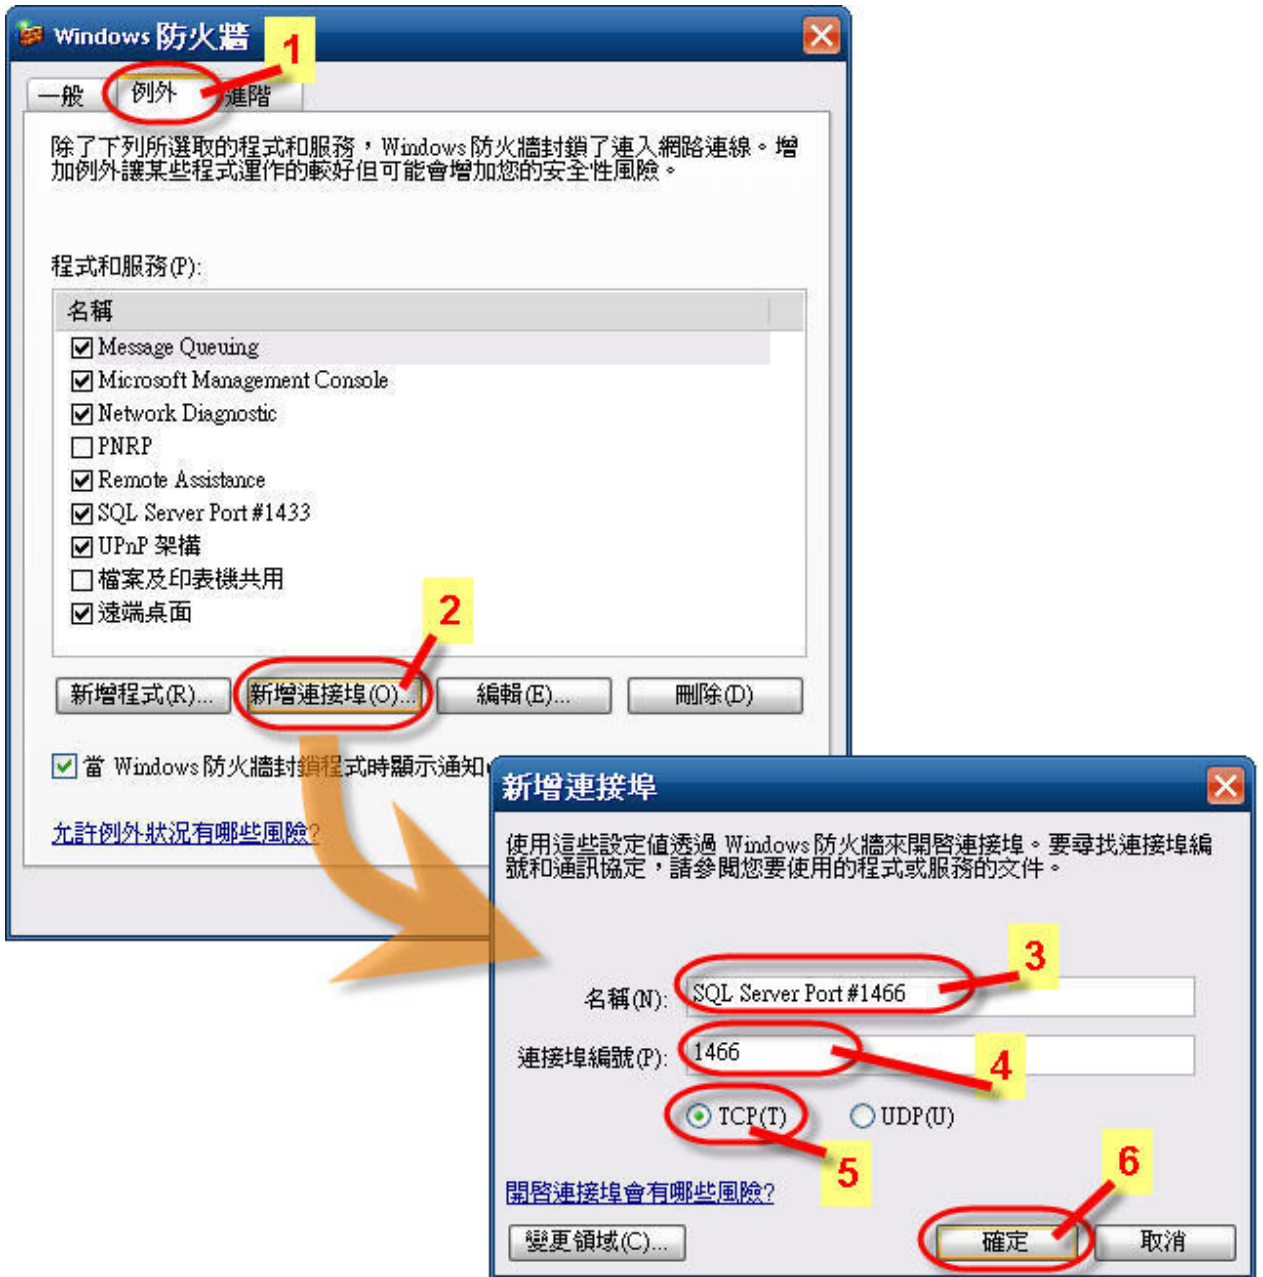 Windows 防火牆
1
一般
例外
進階
除了下列所選取的程式和服務，Windows 防火牆封鎖了連入網路連線。增
加例外讓某些程式運作的較好但可能會增加您的安全性風險。
程式和服務(P):
名稱
Message Queuing
Microsoft Management Console
Network Diagnostic
PNRP
Remote Assistance
SQL Server Port #1433
UPnP 架構
檔案及印表機共用
遠端桌面
2
新增程式(R)...
新增連接埠(O)...
編輯(E)...
刪除(D)
當 Windows 防火牆封鎖程式時顯示通知
允許例外狀況有哪些風險?
新增連接埠
使用這些設定值透過 Windows 防火牆來開啓連接埠。要尋找連接埠編
號和通訊協定，請參閱您要使用的程式或服務的文件。
3
名稱(N):
SQL Server Port #1466
連接埠編號(P):
1466
4
TCP(T)
UDP(U)
5
6
開啓連接埠會有哪些風險?
變更領域(C)...
確定
取消